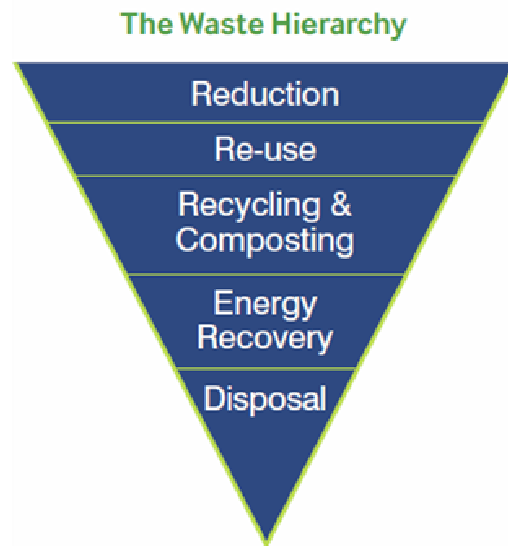 The Waste Hierarchy
Reduction
Re-use
Recycling &
Composting
Energy
Recovery
Disposal